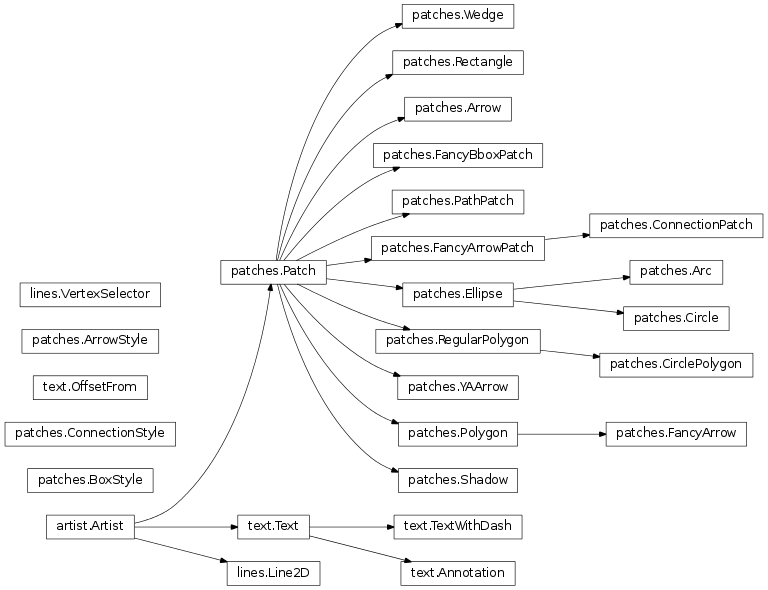 patches.Wedge
patches.Rectangle
patches.Arrow
patches.FancyBboxPatch
patches.PathPatch
patches.ConnectionPatch
patches.FancyArrowPatch
patches.Patch
patches.Arc
lines.VertexSelector
patches.Ellipse
patches.Circle
patches.ArrowStyle
patches.RegularPolygon
patches.CirclePolygon
text.OffsetFrom
patches.YAArrow
patches.ConnectionStyle
patches.Polygon
patches.FancyArrow
patches.BoxStyle
patches.Shadow
artist.Artist
text.Text
text.TextWithDash
lines.Line2D
text.Annotation